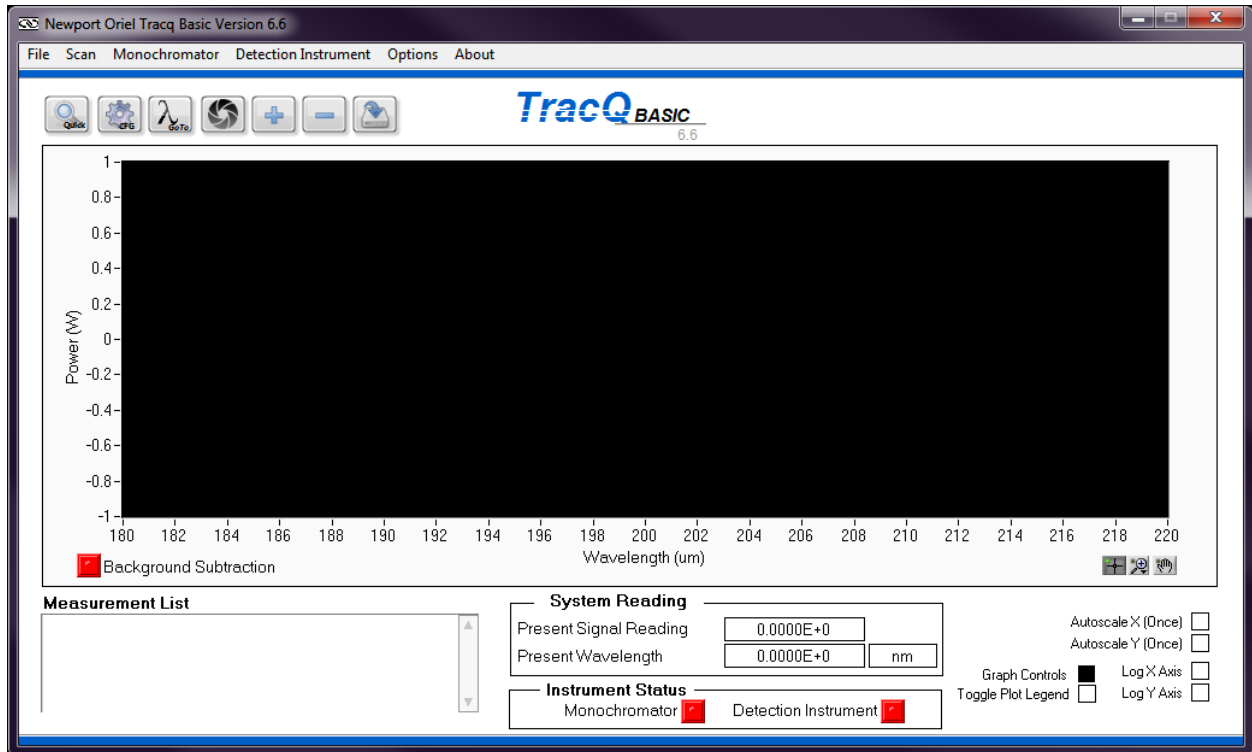 Newport Oriel Tracq Basic Version 6.6
File Scan Monochromator Detection Instrument Options About
Quick CFG λ GoTo
TracQ BASIC
6.6
1
0.8
0.6
0.4
0.2
0
-0.2
-0.4
-0.6
-0.8
-1
Power (W)
180 182 184 186 188 190 192 194 196 198 200 202 204 206 208 210 212 214 216 218 220
Wavelength (um)
Background Subtraction
Measurement List
System Reading
Present Signal Reading 0.0000E+0
Present Wavelength 0.0000E+0 nm
Instrument Status
Monochromator Detection Instrument
Autoscale X (Once)
Autoscale Y (Once)
Graph Controls Log X Axis
Toggle Plot Legend Log Y Axis